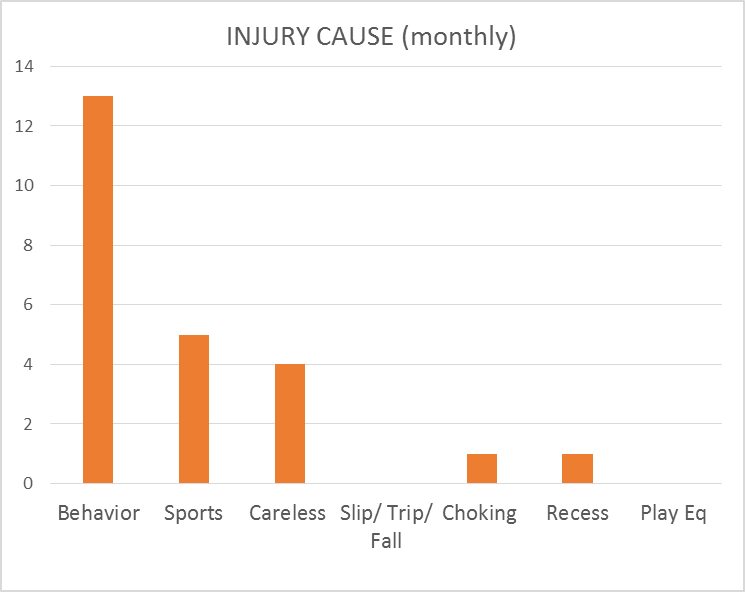 INJURY CAUSE (monthly)
14
12
10
8
6
4
2
0
Behavior
Sports
Careless
Slip/ Trip/
Fall
Choking
Recess
Play Eq